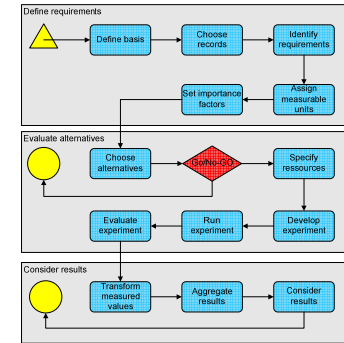 Define requirements
Define basis
Choose
records
Identify
requirements
Set importance
factors
Assign
measurable
units
Evaluate alternatives
Choose
alternatives
Go/No-GO
Specify
ressources
Evaluate
experiment
Run
experiment
Develop
experiment
Consider results
Transform
measured
values
Aggregate
results
Consider
results